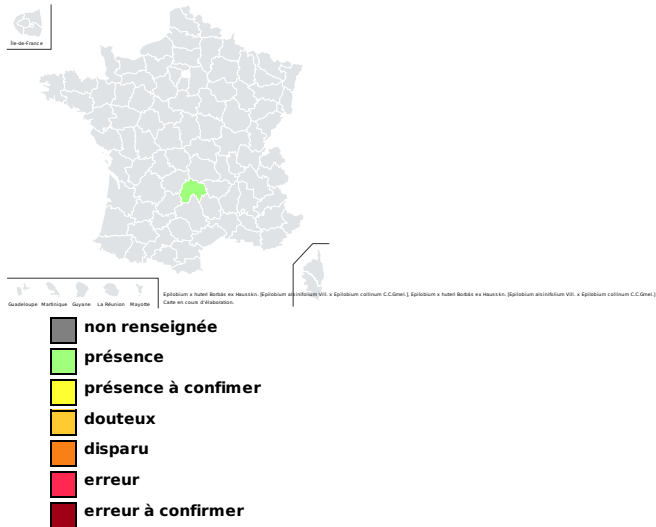 Île-de-France
Guadeloupe Martinique Guyane La Réunion Mayotte
Epilobium x huteri Borbás ex Hausskn. [Epilobium alsinifolium Vill. x Epilobium collinum C.C.Gmel.], Epilobium x huteri Borbás ex Hausskn. [Epilobium alsinifolium Vill. x Epilobium collinum C.C.Gmel.]
Carte en cours d'élaboration.
non renseignée
présence
présence à confimer
douteux
disparu
erreur
erreur à confirmer